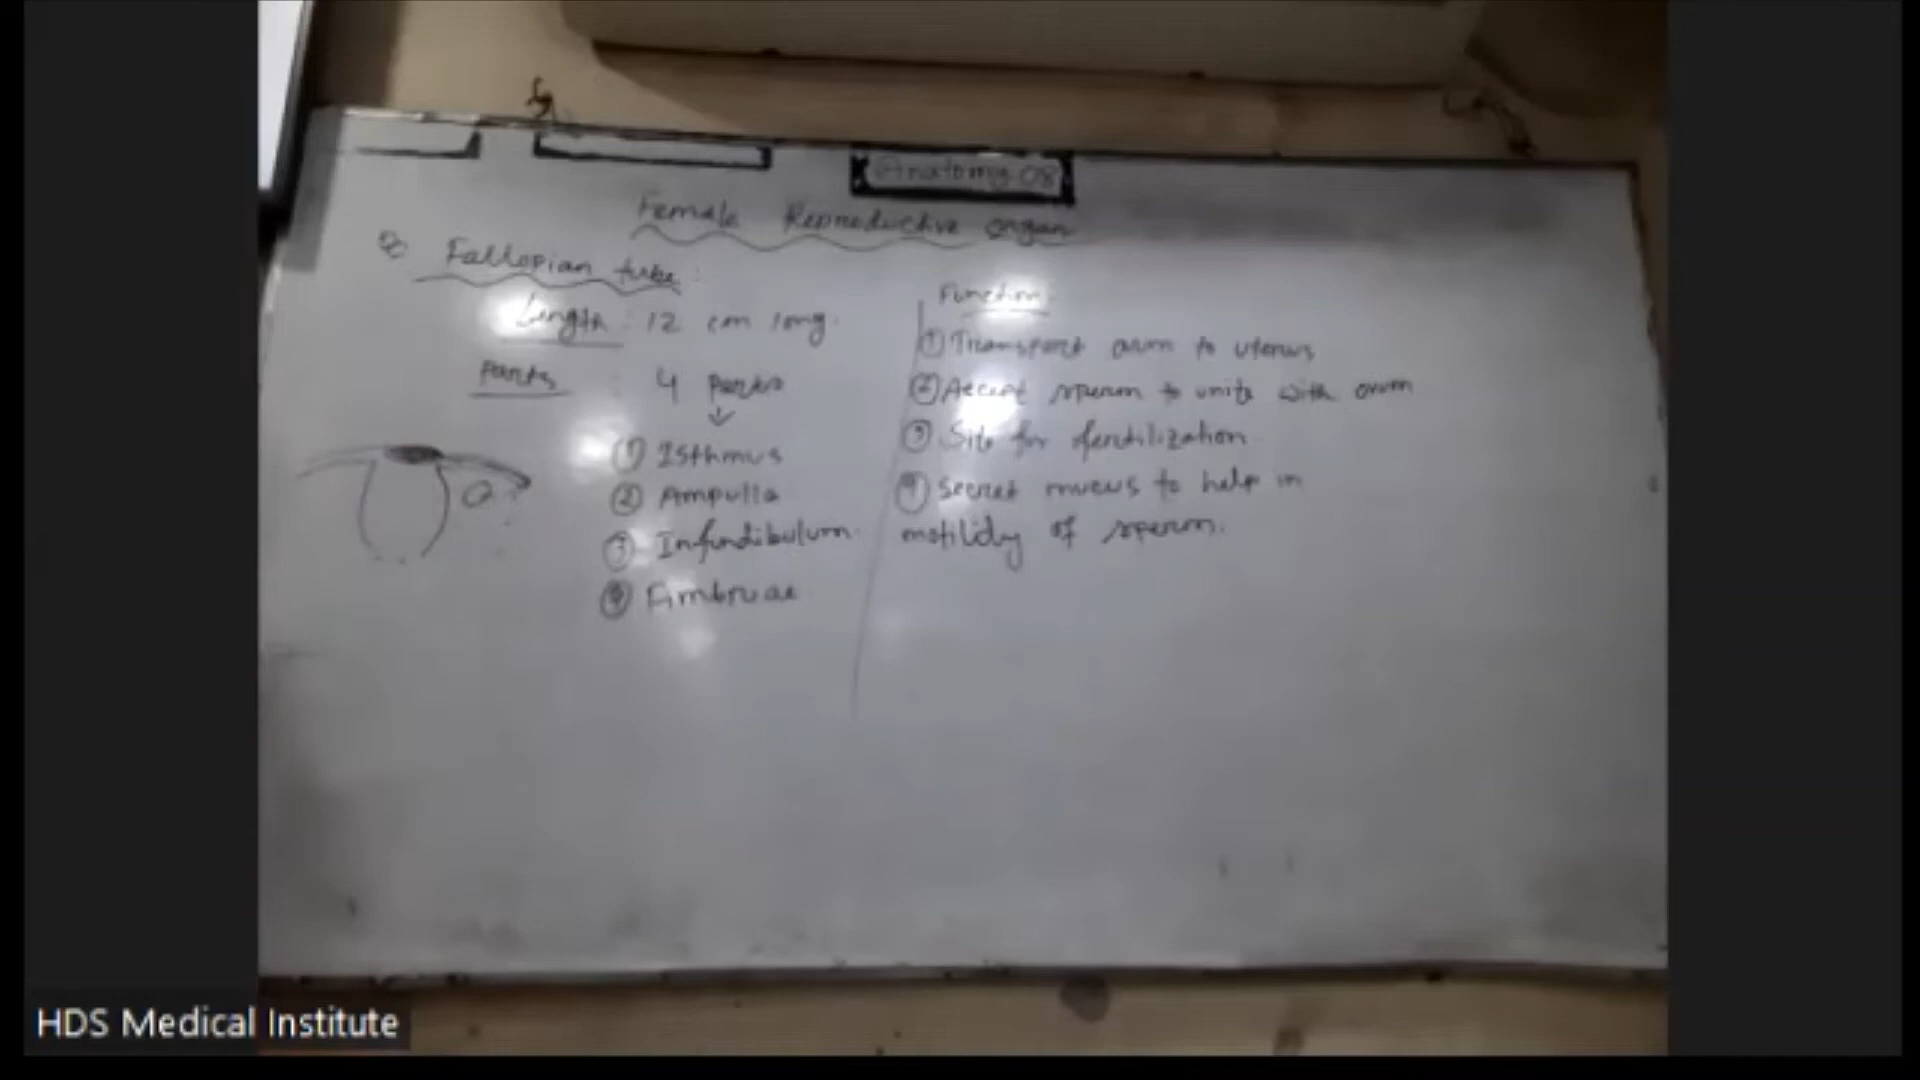 Anatomy 08
Female Reproductive organ
Fallopian tube:
Length: 12 cm long.
Parts : 4 Parts
① Isthmus
② Ampulla
③ Infundibulum.
④ Fimbriae
Function:
① Transport ovum to uterus
② Accept sperm to unite with ovum
③ Site for fertilization
④ Secret mucus to help in
motility of sperm.
HDS Medical Institute